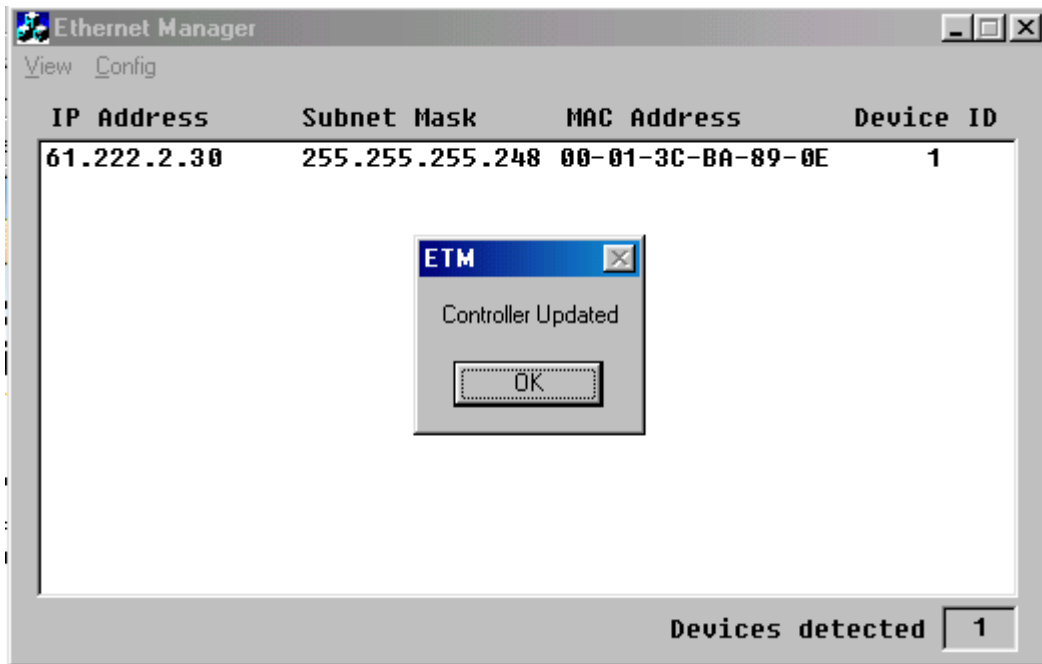 Ethernet Manager
View Config
IP Address Subnet Mask MAC Address Device ID
61.222.2.30 255.255.255.248 00-01-3C-BA-89-0E 1
ETM
Controller Updated
OK
Devices detected 1